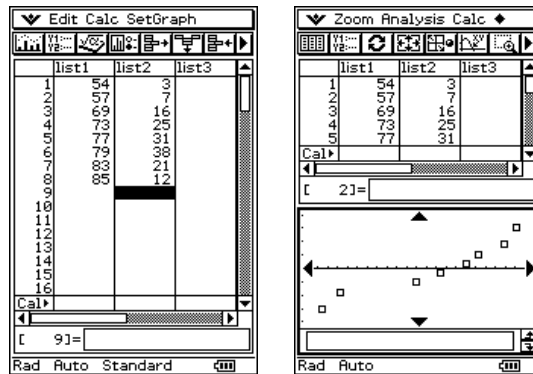 Edit Calc SetGraph
list1 list2 list3
1 54 3
2 57 7
3 69 16
4 73 25
5 77 31
6 79 38
7 83 21
8 85 12
9
10
11
12
13
14
15
16
Cal
[ 9]=
Rad Auto Standard
Zoom Analysis Calc
list1 list2 list3
1 54 3
2 57 7
3 69 16
4 73 25
5 77 31
Cal
[ 2]=
Rad Auto